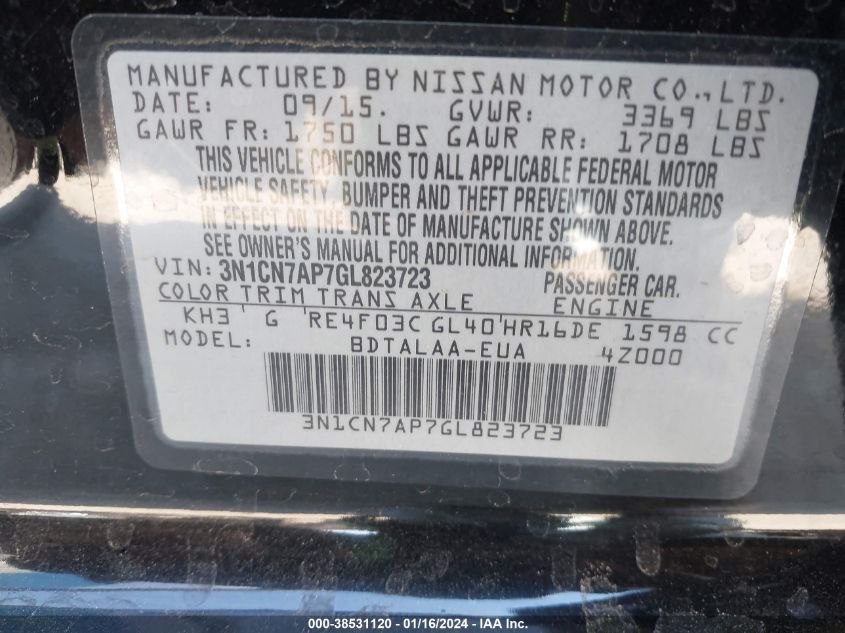 MANUFACTURED BY NISSAN MOTOR CO., LTD.
DATE: 09/15. GVWR: 3369 LBS
GAWR FR: 1750 LBS GAWR RR: 1708 LBS
THIS VEHICLE CONFORMS TO ALL APPLICABLE FEDERAL MOTOR
VEHICLE SAFETY, BUMPER AND THEFT PREVENTION STANDARDS
IN EFFECT ON THE DATE OF MANUFACTURE SHOWN ABOVE.
SEE OWNER'S MANUAL FOR ADDITIONAL INFORMATION.
VIN: 3N1CN7AP7GL823723 PASSENGER CAR.
COLOR TRIM TRANS AXLE ENGINE
KH3 G RE4F03C GL40 HR16DE 1598 CC
MODEL: BDTALAA-EUA 4Z000
3N1CN7AP7GL823723
000-38531120 - 01/16/2024 - IAA Inc.